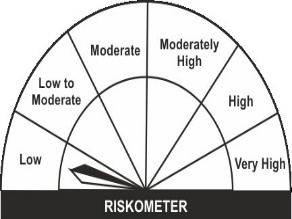 Low
Low to
Moderate
Moderate
Moderately
High
High
Very High
RISKOMETER